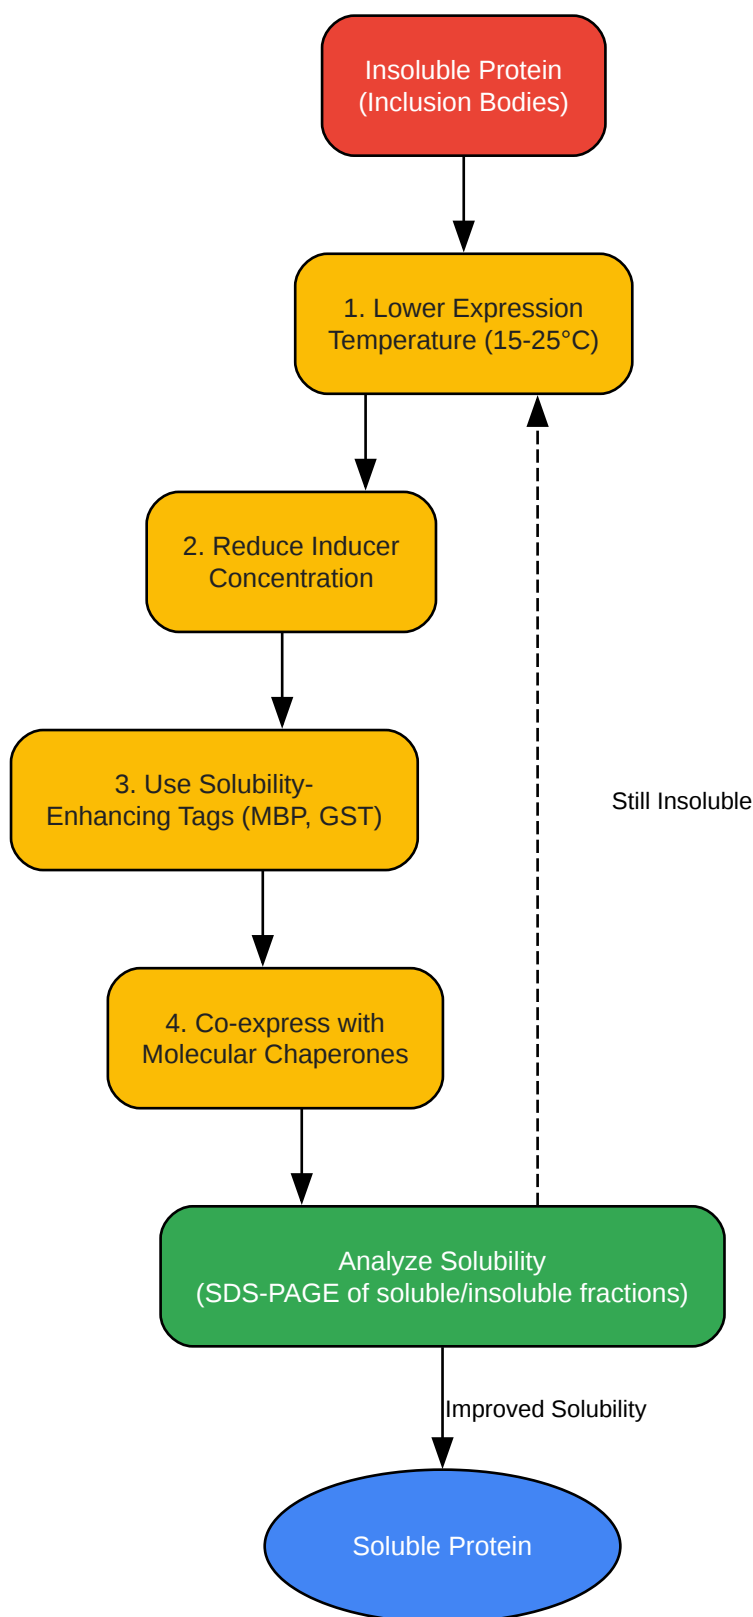 Insoluble Protein
(Inclusion Bodies)
1. Lower Expression
Temperature (15-25°C)
2. Reduce Inducer
Concentration
3. Use Solubility-
Enhancing Tags (MBP, GST)
Still Insoluble
4. Co-express with
Molecular Chaperones
Analyze Solubility
(SDS-PAGE of soluble/insoluble fractions)
Improved Solubility
Soluble Protein